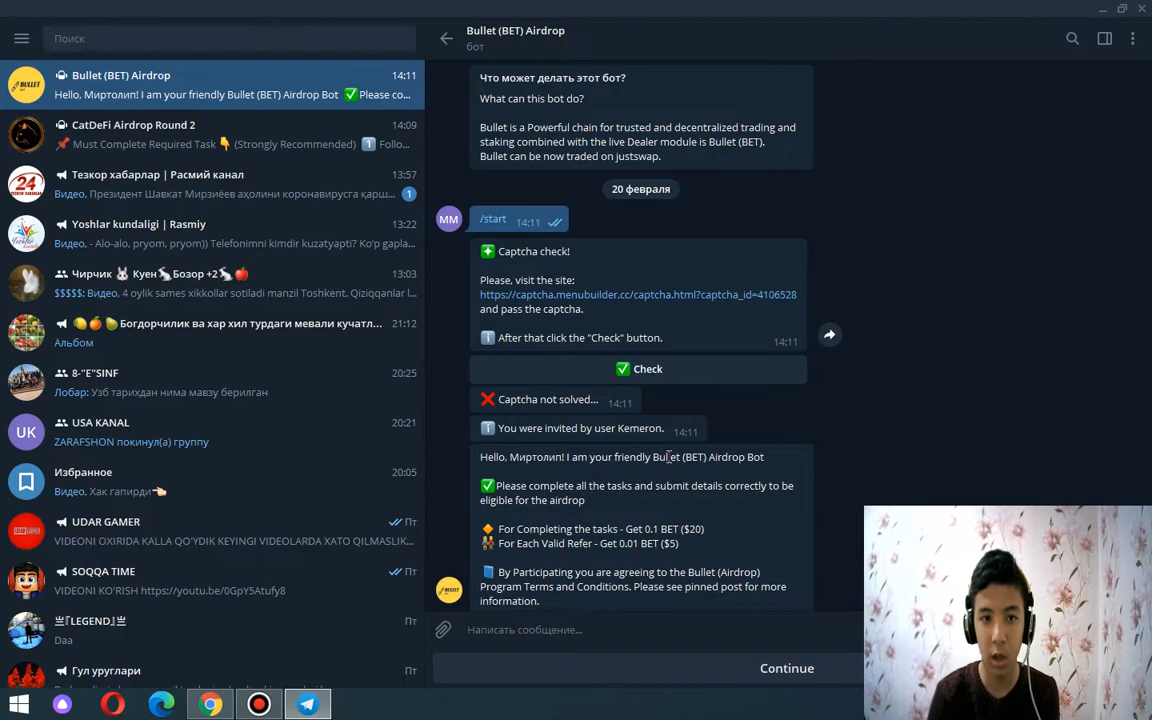 Поиск
Bullet (BET) Airdrop
14:11
Hello, Миртолип! I am your friendly Bullet (BET) Airdrop Bot ✅Please co...
CatDeFi Airdrop Round 2
14:09
📌 Must Complete Required Task 👇 (Strongly Recommended) 1️⃣ Follo...
24
Тезкор хабарлар | Расмий канал
13:57
Видео, Президент Шавкат Мирзиёев аҳолини коронавирусга қарш...
1
Yoshlar kundaligi | Rasmiy
13:22
Видео, - Alo-alo, pryom, pryom)) Telefonimni kimdir kuzatyapti? Ko'p gapla...
Чирчик 🐰 Куен🐇Бозор +2🐇🍎
13:03
$$$$$: Видео, 4 oylik sames xikkollar sotiladi manzil Toshkent, Qiziqqanlar l...
🍋🍊🍐Богдорчилик ва хар хил турдаги мевали кучатл...
21:12
Альбом
8-"E"SINF
20:25
Лобар: Узб тарихдан нима мавзу берилган
UK
USA KANAL
20:21
ZARAFSHON покинул(а) группу
Избранное
20:05
Видео, Хак гапирди👈🏻
UDAR GAMER
Пт
VIDEONI OXIRIDA KALLA QO'YDIK KEYINGI VIDEOLARDA XATO QILMASLIK...
SOQQA TIME
Пт
VIDEONI KO'RISH https://youtu.be/0GpY5Atufy8
亗『LEGEND』亗
Пт
Daa
Гул уруглари
Пт
Bullet (BET) Airdrop
бот
Что может делать этот бот?
What can this bot do?
Bullet is a Powerful chain for trusted and decentralized trading and
staking combined with the live Dealer module is Bullet (BET).
Bullet can be now traded on justswap.
20 февраля
MM
/start 14:11
Captcha check!
Please, visit the site:
https://captcha.menubuilder.cc/captcha.html?captcha_id=4106528
and pass the captcha.
ℹ️ After that click the "Check" button.
14:11
✅ Check
❌ Captcha not solved... 14:11
ℹ️ You were invited by user Kemeron. 14:11
Hello, Миртолип! I am your friendly Bullet (BET) Airdrop Bot
✅Please complete all the tasks and submit details correctly to be
eligible for the airdrop
🔸 For Completing the tasks - Get 0.1 BET ($20)
👬 For Each Valid Refer - Get 0.01 BET ($5)
📘 By Participating you are agreeing to the Bullet (Airdrop)
Program Terms and Conditions. Please see pinned post for more
information.
BULLET
Написать сообщение...
Continue